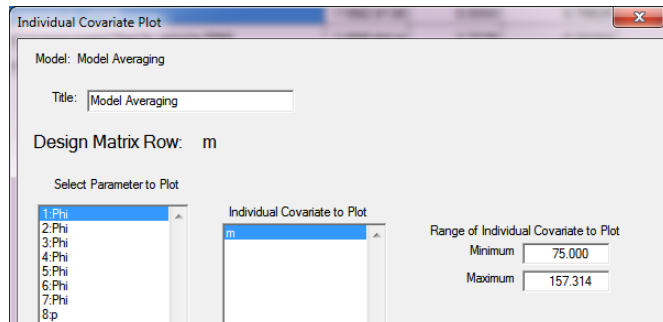 Individual Covariate Plot
x
Model: Model Averaging
Title: Model Averaging
Design Matrix Row: m
Select Parameter to Plot
1:Phi
2:Phi
3:Phi
4:Phi
5:Phi
6:Phi
7:Phi
8:p
Individual Covariate to Plot
m
Range of Individual Covariate to Plot
Minimum 75.000
Maximum 157.314